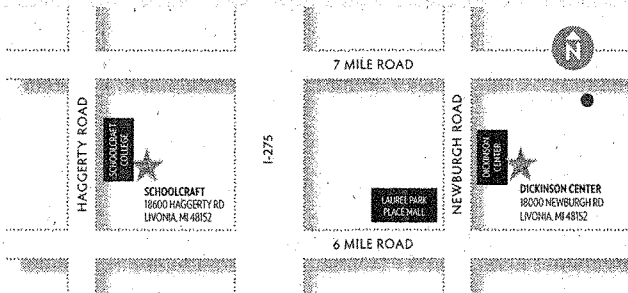 N
7 MILE ROAD
HAGGERTY ROAD
SCHOOLCRAFT
COLLEGE
I-275
NEWBURGH ROAD
DICKINSON
CENTER
SCHOOLCRAFT
18600 HAGGERTY RD
LIVONIA, MI 48152
LAUREL PARK
PLACE MALL
DICKINSON CENTER
18000 NEWBURGH RD
LIVONIA, MI 48152
6 MILE ROAD